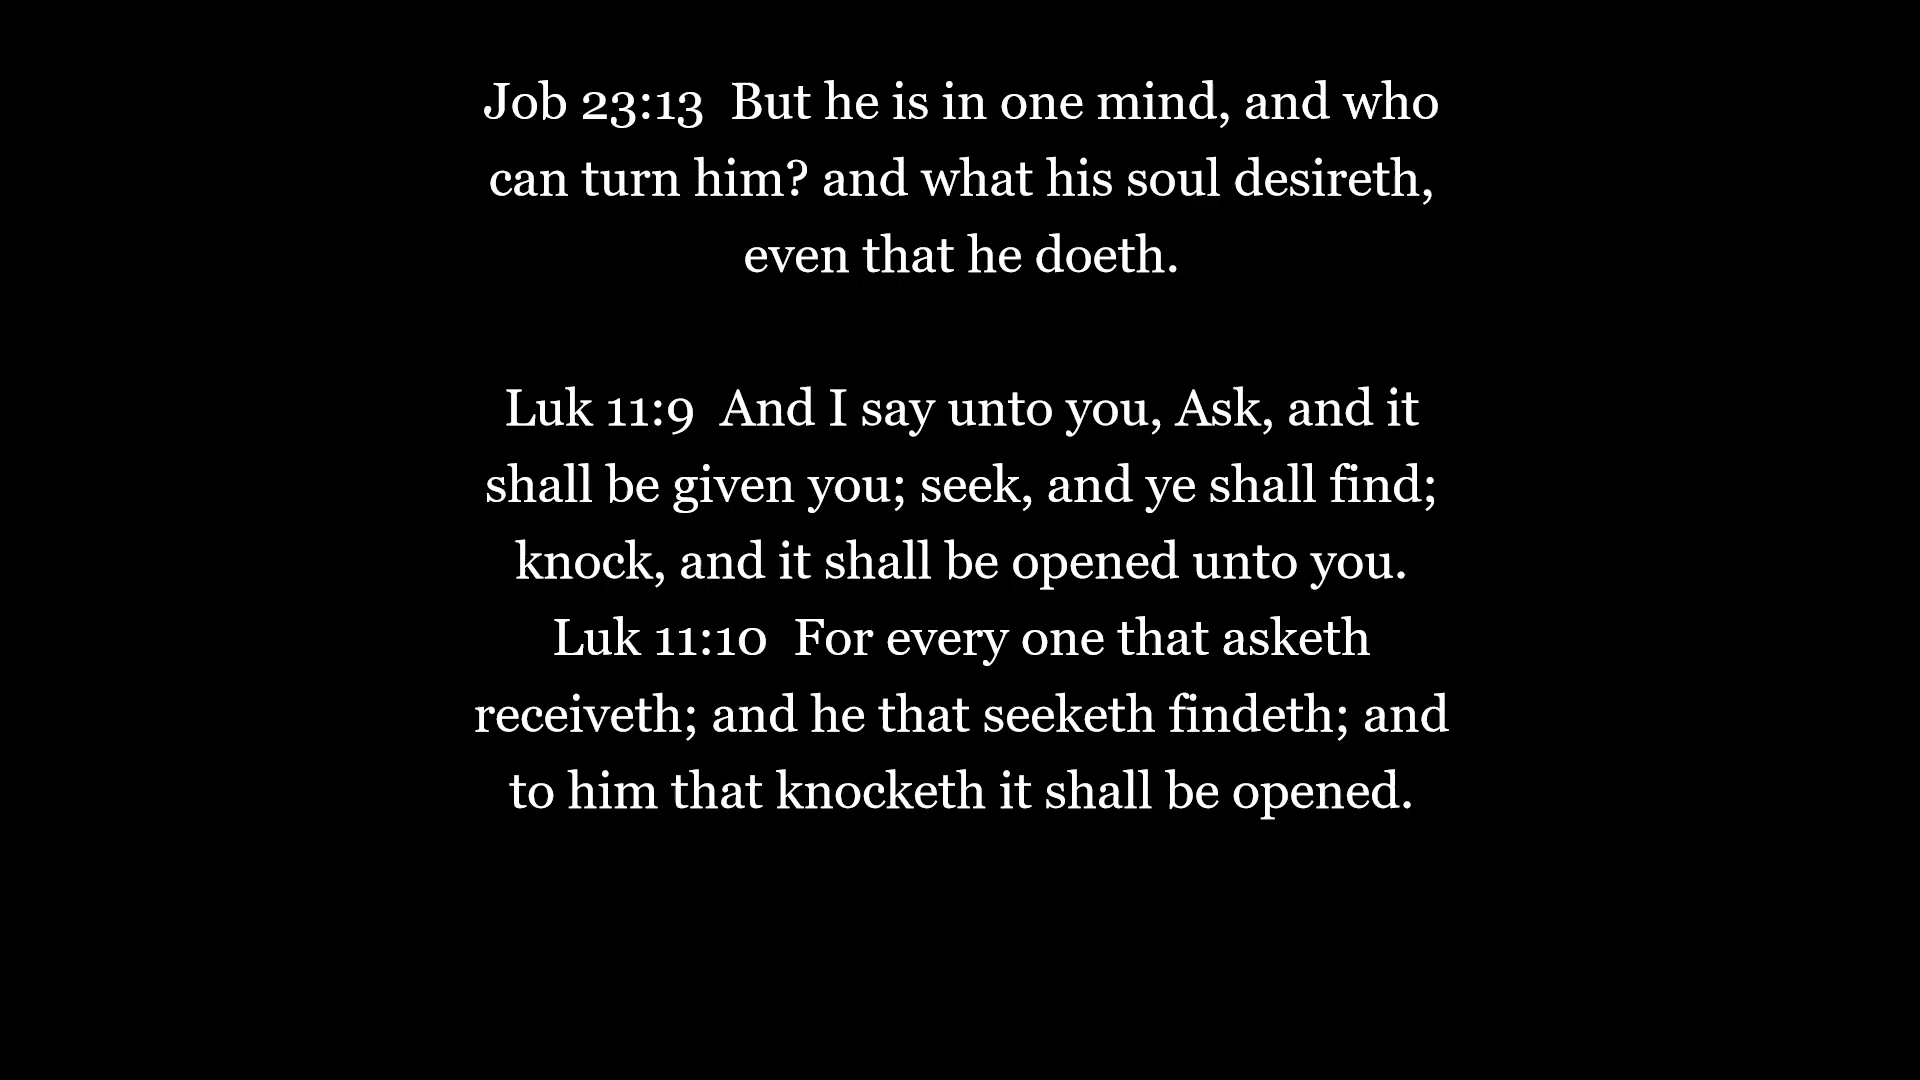 Job 23:13  But he is in one mind, and who
can turn him? and what his soul desireth,
even that he doeth.
Luk 11:9  And I say unto you, Ask, and it
shall be given you; seek, and ye shall find;
knock, and it shall be opened unto you.
Luk 11:10  For every one that asketh
receiveth; and he that seeketh findeth; and
to him that knocketh it shall be opened.